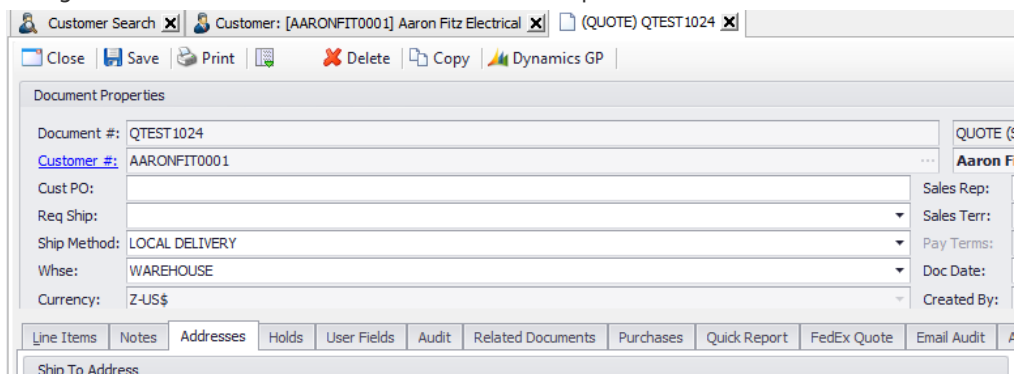 Customer Search Customer: [AARONFIT0001] Aaron Fitz Electrical (QUOTE) QTEST1024
Close Save Print Delete Copy Dynamics GP
Document Properties
Document #: QTEST1024 QUOTE
Customer #: AARONFIT0001 ... Aaron
Cust PO: Sales Rep:
Req Ship: Sales Terr:
Ship Method: LOCAL DELIVERY Pay Terms:
Whse: WAREHOUSE Doc Date:
Currency: Z-US$ Created By:
Line Items Notes Addresses Holds User Fields Audit Related Documents Purchases Quick Report FedEx Quote Email Audit
Ship To Address